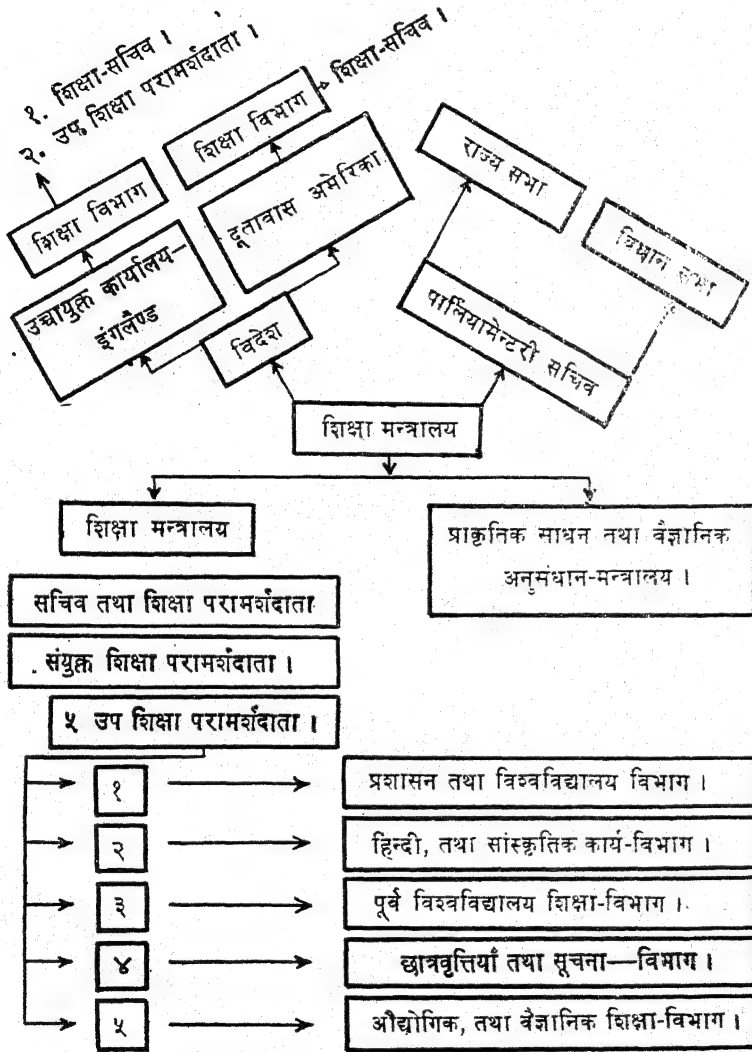 १. शिक्षा-सचिव ।
२. उप शिक्षा परामर्शदाता ।
शिक्षा विभाग
शिक्षा-सचिव ।
शिक्षा विभाग
दूतावास अमेरिका
उच्चायुक्त कार्यालय—
इंगलैण्ड
विदेश
राज्य सभा
विधान सभा
पार्लियामेन्टरी सचिव
शिक्षा मन्त्रालय
शिक्षा मन्त्रालय
प्राकृतिक साधन तथा वैज्ञानिक
अनुसंधान-मन्त्रालय ।
सचिव तथा शिक्षा परामर्शदाता
संयुक्त शिक्षा परामर्शदाता ।
५ उप शिक्षा परामर्शदाता ।
१ प्रशासन तथा विश्वविद्यालय विभाग ।
२ हिन्दी, तथा सांस्कृतिक कार्य-विभाग ।
३ पूर्व विश्वविद्यालय शिक्षा-विभाग ।
४ छात्रवृत्तियाँ तथा सूचना—विभाग ।
५ औद्योगिक, तथा वैज्ञानिक शिक्षा-विभाग ।